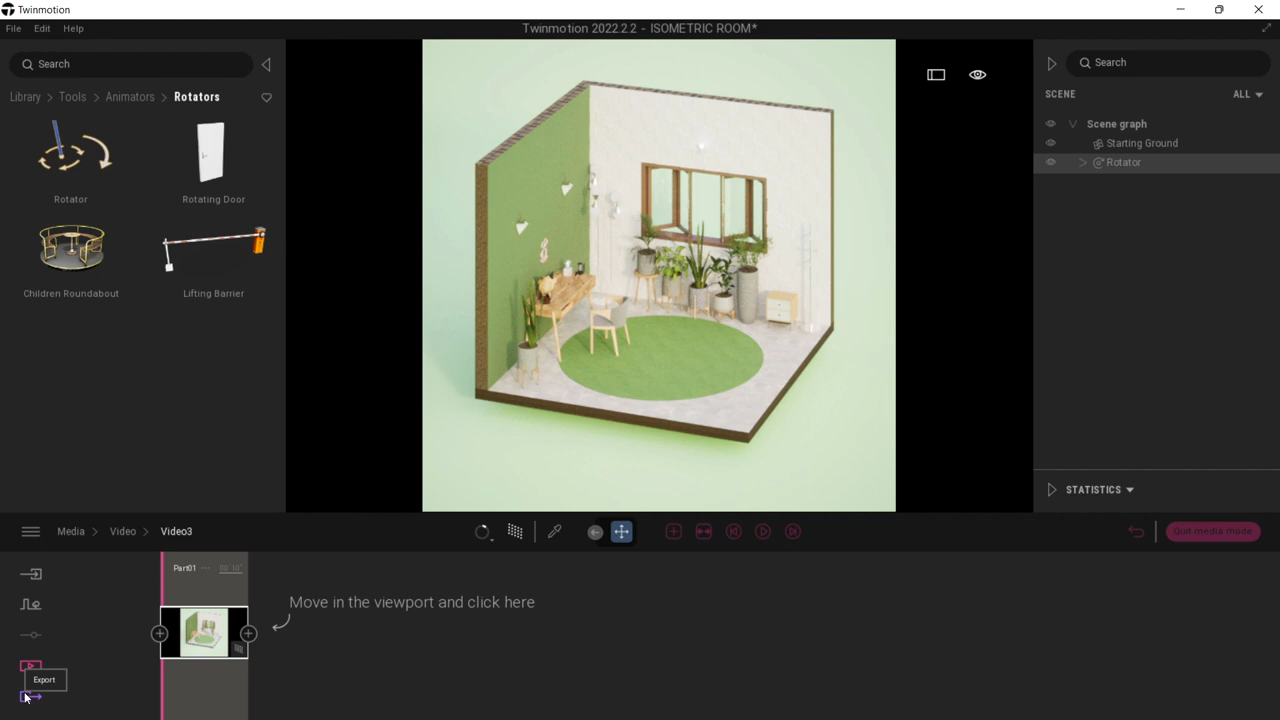 Twinmotion
File Edit Help
Twinmotion 2022.2.2 - ISOMETRIC ROOM*
Search
Library > Tools > Animators > Rotators
Rotator
Rotating Door
Children Roundabout
Lifting Barrier
Search
SCENE
ALL
Scene graph
Starting Ground
Rotator
STATISTICS
Media > Video > Video3
Quit media mode
Part01 ... 00'10"
Move in the viewport and click here
Export